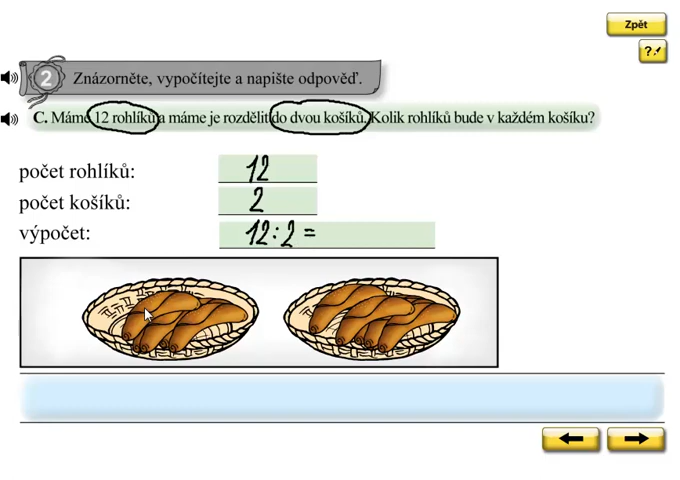 Zpět
?
2 Znázorněte, vypočítejte a napište odpověď.
C. Máme 12 rohlíků a máme je rozdělit do dvou košíků. Kolik rohlíků bude v každém košíku?
počet rohlíků: 12
počet košíků: 2
výpočet: 12:2 =